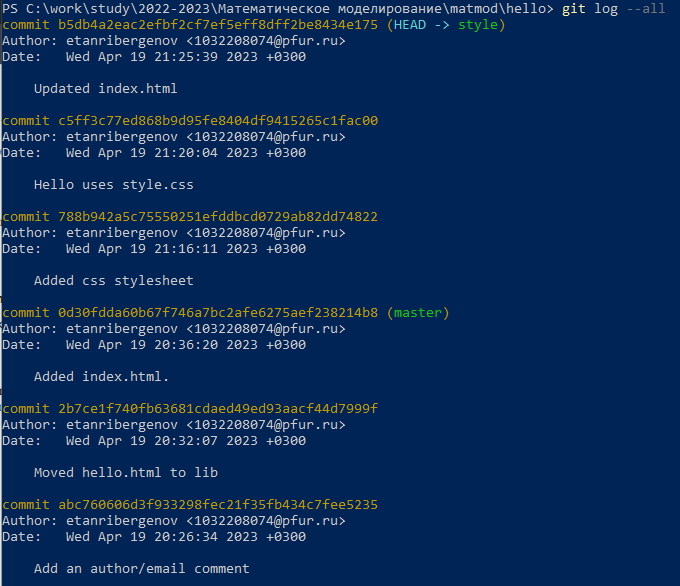 PS C:\work\study\2022-2023\Математическое моделирование\matmod\hello> git log --all
commit b5db4a2eac2efbf2cf7ef5eff8dff2be8434e175 (HEAD -> style)
Author: etanribergenov <1032208074@pfur.ru>
Date:   Wed Apr 19 21:25:39 2023 +0300
    Updated index.html
commit c5ff3c77ed868b9d95fe8404df9415265c1fac00
Author: etanribergenov <1032208074@pfur.ru>
Date:   Wed Apr 19 21:20:04 2023 +0300
    Hello uses style.css
commit 788b942a5c75550251efddbcd0729ab82dd74822
Author: etanribergenov <1032208074@pfur.ru>
Date:   Wed Apr 19 21:16:11 2023 +0300
    Added css stylesheet
commit 0d30fdda60b67f746a7bc2afe6275aef238214b8 (master)
Author: etanribergenov <1032208074@pfur.ru>
Date:   Wed Apr 19 20:36:20 2023 +0300
    Added index.html.
commit 2b7ce1f740fb63681cdaed49ed93aacf44d7999f
Author: etanribergenov <1032208074@pfur.ru>
Date:   Wed Apr 19 20:32:07 2023 +0300
    Moved hello.html to lib
commit abc760606d3f933298fec21f35fb434c7fee5235
Author: etanribergenov <1032208074@pfur.ru>
Date:   Wed Apr 19 20:26:34 2023 +0300
    Add an author/email comment